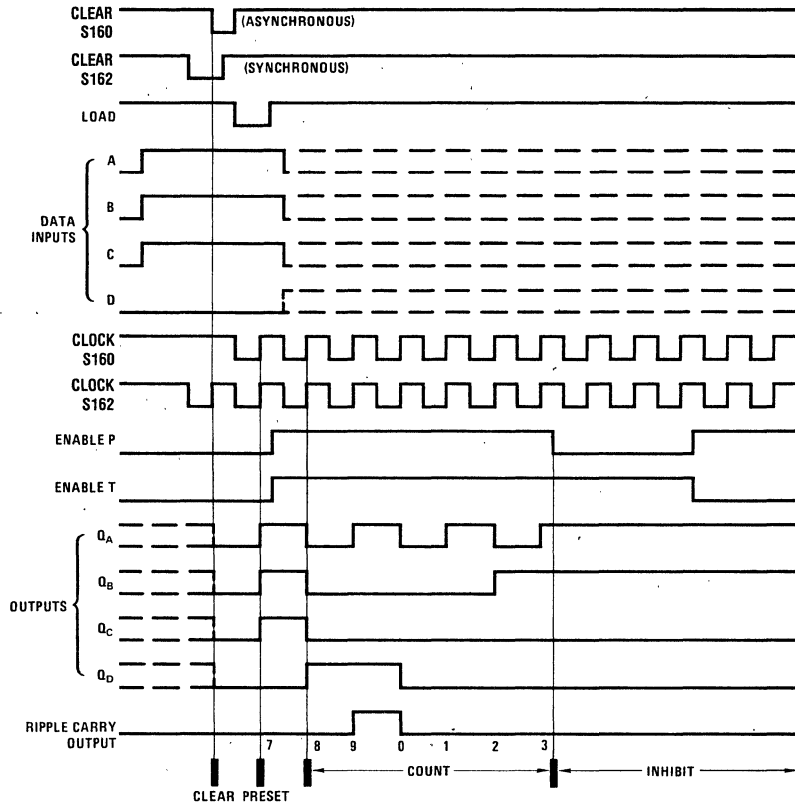 CLEAR
S160
(ASYNCHRONOUS)
CLEAR
S162
(SYNCHRONOUS)
LOAD
DATA
INPUTS
A
B
C
D
CLOCK
S160
CLOCK
S162
ENABLE P
ENABLE T
OUTPUTS
QA
QB
QC
QD
RIPPLE CARRY
OUTPUT
7 8 9 0 1 2 3
CLEAR PRESET
COUNT
INHIBIT